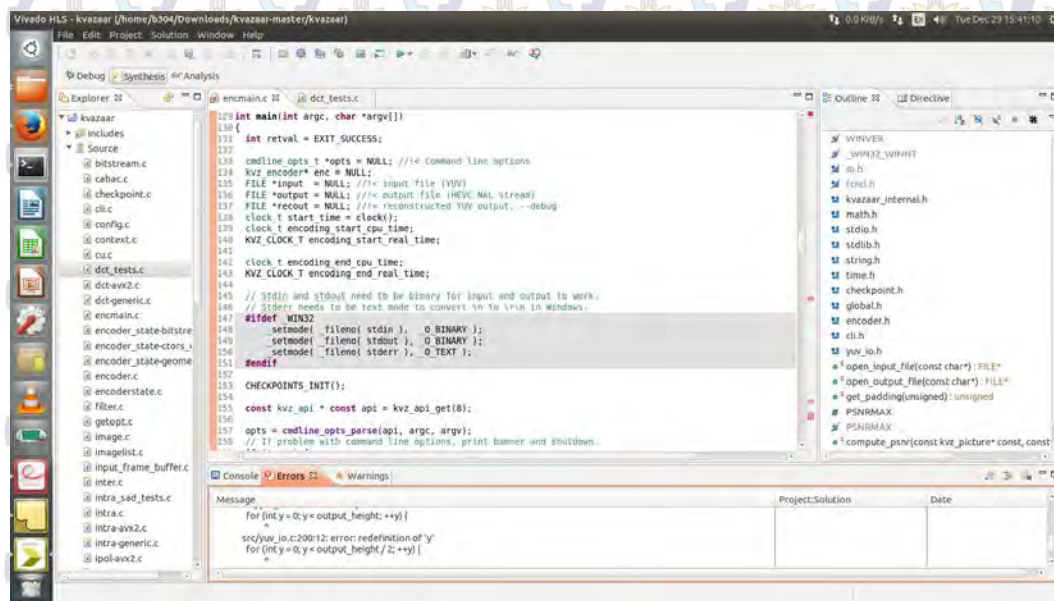 Vivado HLS - kvazaar (/home/b304/Downloads/kvazaar-master/kvazaar)
0.0 KB/s En Tue Dec 29 15:41:10
File Edit Project Solution Window Help
Debug Synthesis Analysis
Explorer
kvazaar
Includes
Source
bitstream.c
cabac.c
checkpoint.c
cli.c
config.c
context.c
cu.c
dct_tests.c
dct-avx2.c
dct-generic.c
encmain.c
encoder_state-bitstre
encoder_state-ctors_
encoder_state-geome
encoder.c
encoderstate.c
filter.c
getopt.c
image.c
imagelist.c
input_frame_buffer.c
inter.c
intra_sad_tests.c
intra.c
intra-avx2.c
intra-generic.c
ipol-avx2.c
encmain.c dct_tests.c
129 int main(int argc, char *argv[])
130 {
131 int retval = EXIT_SUCCESS;
132
133 cmdline_opts_t *opts = NULL; //!< Command line options
134 kvz_encoder* enc = NULL;
135 FILE *input = NULL; //!< input file (YUV)
136 FILE *output = NULL; //!< output file (HEVC NAL stream)
137 FILE *recout = NULL; //!< reconstructed YUV output, --debug
138 clock_t start_time = clock();
139 clock_t encoding_start_cpu_time;
140 KVZ_CLOCK_T encoding_start_real_time;
141
142 clock_t encoding_end_cpu_time;
143 KVZ_CLOCK_T encoding_end_real_time;
144
145 // Stdin and stdout need to be binary for input and output to work.
146 // Stderr needs to be text mode to convert \n to \r\n in Windows.
147 #ifdef _WIN32
148 _setmode( _fileno( stdin ), _O_BINARY );
149 _setmode( _fileno( stdout ), _O_BINARY );
150 _setmode( _fileno( stderr ), _O_TEXT );
151 #endif
152
153 CHECKPOINTS_INIT();
154
155 const kvz_api * const api = kvz_api_get(8);
156
157 opts = cmdline_opts_parse(api, argc, argv);
158 // If problem with command line options, print banner and shutdown.
Outline Directive
WINVER
_WIN32_WINNT
io.h
fcntl.h
kvazaar_internal.h
math.h
stdio.h
stdlib.h
string.h
time.h
checkpoint.h
global.h
encoder.h
cli.h
yuv_io.h
open_input_file(const char*) : FILE*
open_output_file(const char*) : FILE*
get_padding(unsigned) : unsigned
PSNRMAX
PSNRMAX
compute_psnr(const kvz_picture* const, const
Console Errors Warnings
Message Project:Solution Date
for (int y = 0; y < output_height; ++y) {
^
src/yuv_io.c:200:12: error: redefinition of 'y'
for (int y = 0; y < output_height / 2; ++y) {
^